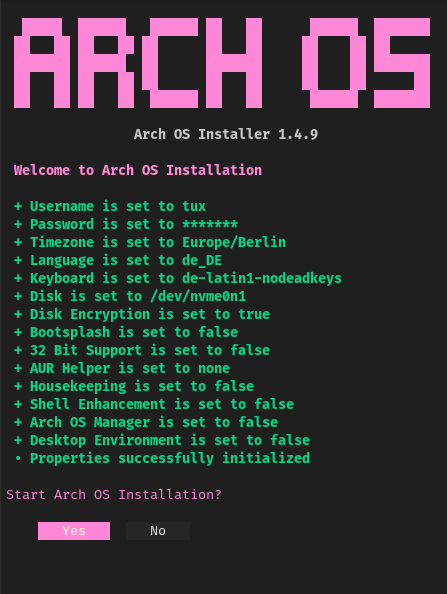 ARCH OS
Arch OS Installer 1.4.9
Welcome to Arch OS Installation
+ Username is set to tux
+ Password is set to *******
+ Timezone is set to Europe/Berlin
+ Language is set to de_DE
+ Keyboard is set to de-latin1-nodeadkeys
+ Disk is set to /dev/nvme0n1
+ Disk Encryption is set to true
+ Bootsplash is set to false
+ 32 Bit Support is set to false
+ AUR Helper is set to none
+ Housekeeping is set to false
+ Shell Enhancement is set to false
+ Arch OS Manager is set to false
+ Desktop Environment is set to false
• Properties successfully initialized
Start Arch OS Installation?
Yes No